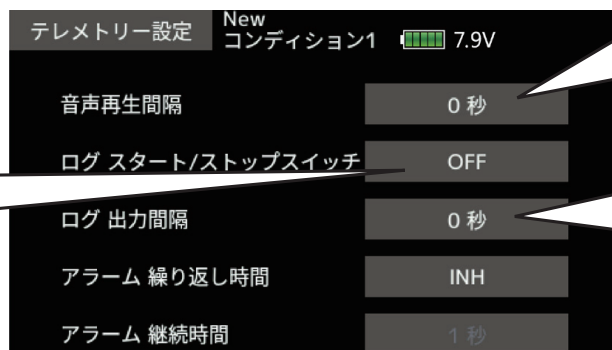 テレメトリー設定
New
コンディション1
7.9V
音声再生間隔 0 秒
ログ スタート/ストップスイッチ OFF
ログ 出力間隔 0 秒
アラーム 繰り返し時間 INH
アラーム 継続時間 1 秒